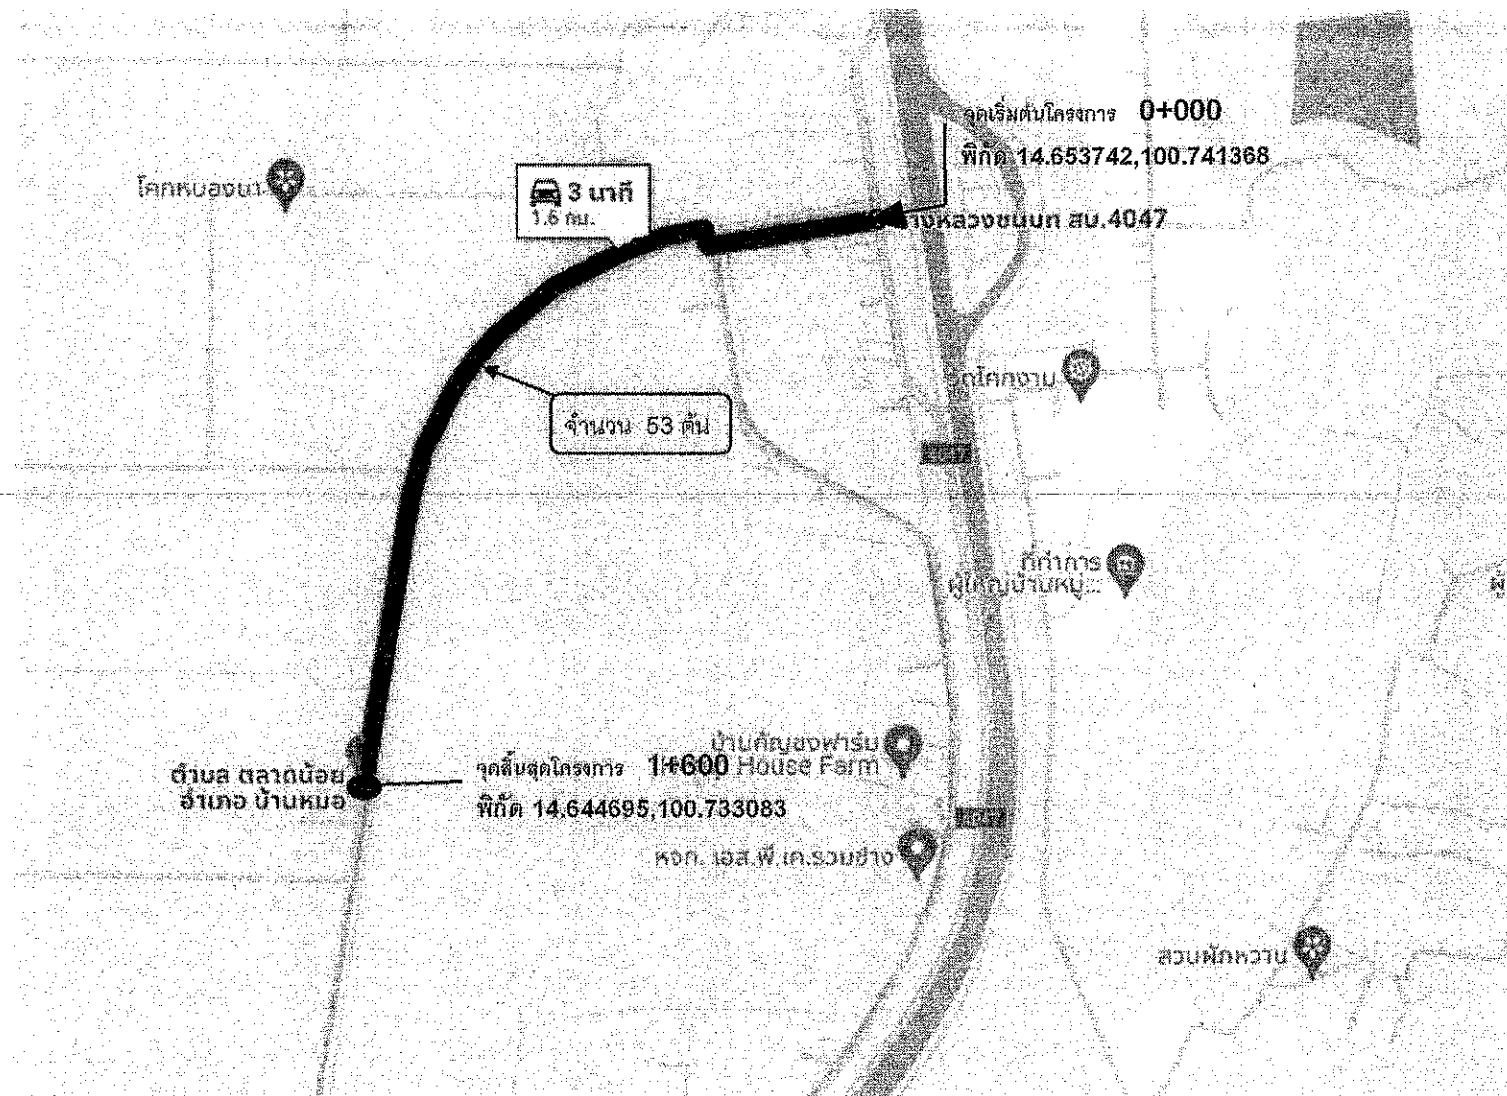 จุดเริ่มต้นโครงการ 0+000
พิกัด 14.653742,100.741368
โคกหนองนา
3 นาที
1.6 กม.
ทางหลวงชนบท สบ.4047
วัดโคกงาม
จำนวน 53 ต้น
ที่ทำการ
ผู้ใหญ่บ้านหมู่...
ผู้
บ้านกัญชงฟาร์ม
House Farm
ตำบล ตลาดน้อย
อำเภอ บ้านหมอ
จุดสิ้นสุดโครงการ 1+600
พิกัด 14.644695,100.733083
หจก. เอส.พี.เค.รวมช่าง
สวนผักหวาน